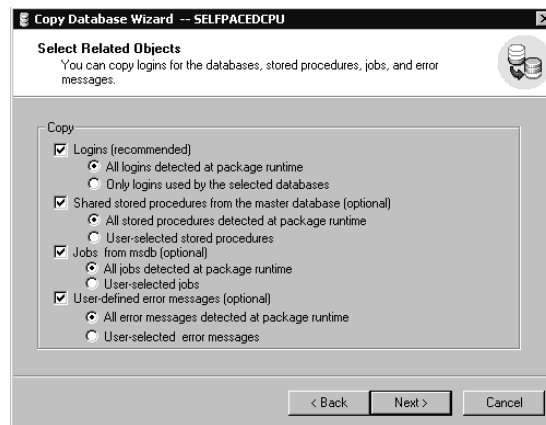 Copy Database Wizard -- SELFPACEDCPU
Select Related Objects
You can copy logins for the databases, stored procedures, jobs, and error
messages.
Copy
Logins (recommended)
All logins detected at package runtime
Only logins used by the selected databases
Shared stored procedures from the master database (optional)
All stored procedures detected at package runtime
User-selected stored procedures
Jobs from msdb (optional)
All jobs detected at package runtime
User-selected jobs
User-defined error messages (optional)
All error messages detected at package runtime
User-selected error messages
< Back
Next >
Cancel